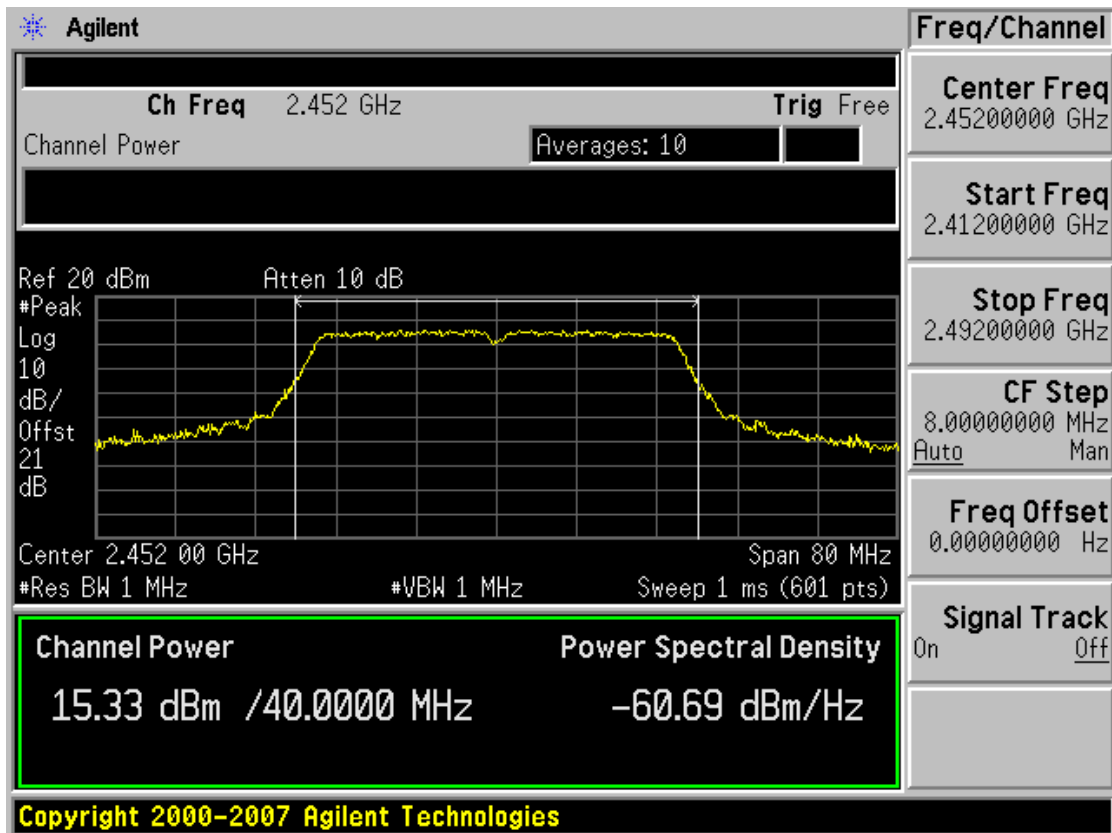 Agilent
Freq/Channel
Ch Freq 2.452 GHz Trig Free
Channel Power Averages: 10
Ref 20 dBm Atten 10 dB
#Peak
Log
10
dB/
Offst
21
dB
Center 2.452 00 GHz Span 80 MHz
#Res BW 1 MHz #VBW 1 MHz Sweep 1 ms (601 pts)
Channel Power Power Spectral Density
15.33 dBm /40.0000 MHz -60.69 dBm/Hz
Center Freq
2.45200000 GHz
Start Freq
2.41200000 GHz
Stop Freq
2.49200000 GHz
CF Step
8.00000000 MHz
Auto Man
Freq Offset
0.00000000 Hz
Signal Track
On Off
Copyright 2000-2007 Agilent Technologies